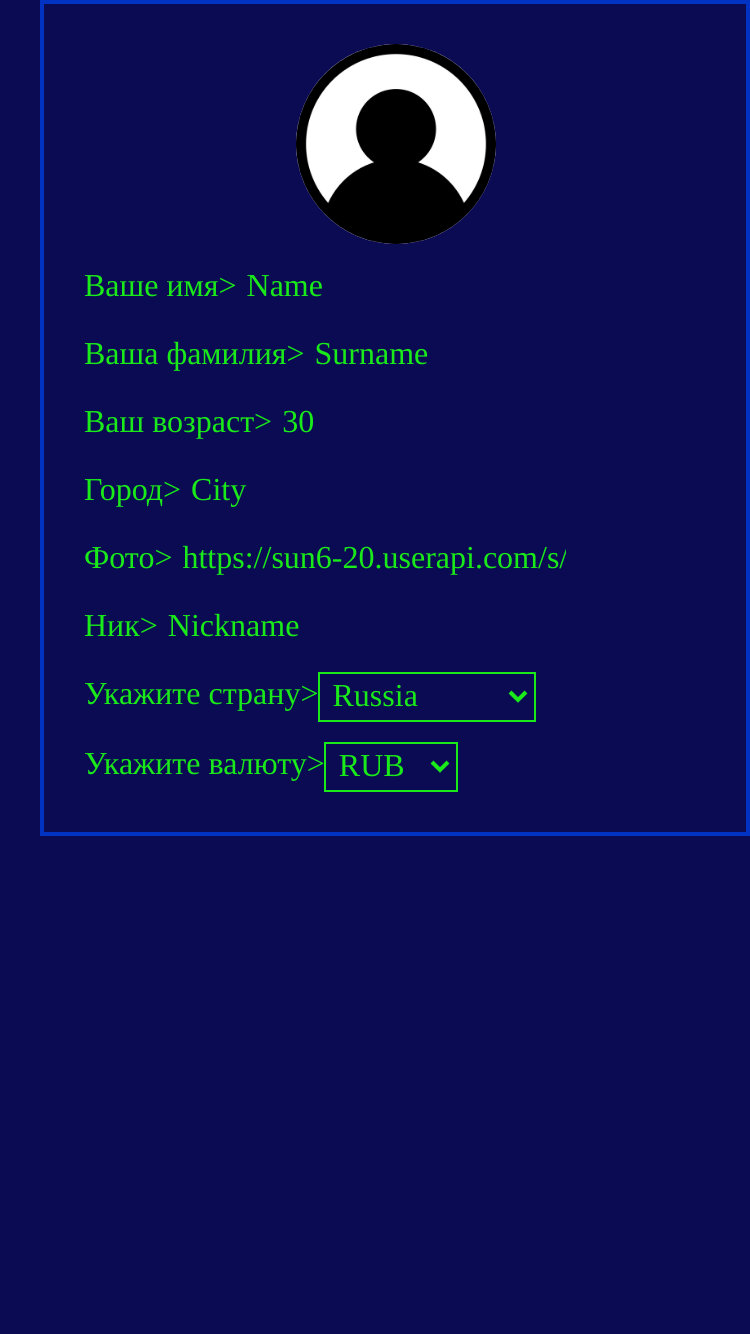 Ваше имя> Name
Ваша фамилия> Surname
Ваш возраст> 30
Город> City
Фото> https://sun6-20.userapi.com/s/
Ник> Nickname
Укажите страну> Russia
Укажите валюту> RUB